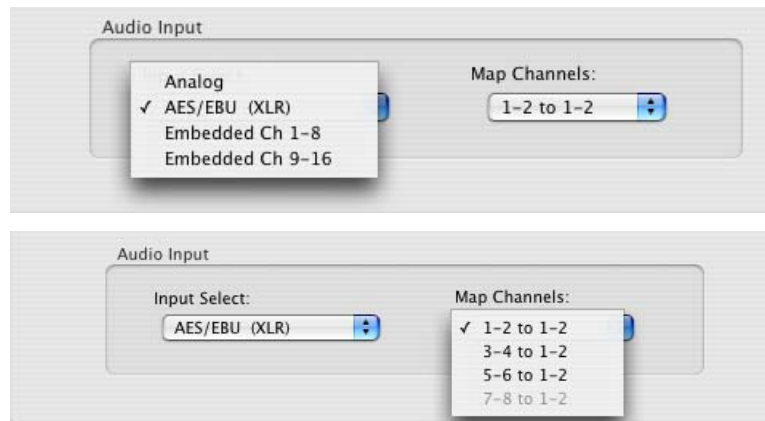 Audio Input
Map Channels:
Analog
✓ AES/EBU (XLR)
1-2 to 1-2
Embedded Ch 1-8
Embedded Ch 9-16
Audio Input
Input Select:
Map Channels:
AES/EBU (XLR)
✓ 1-2 to 1-2
3-4 to 1-2
5-6 to 1-2
7-8 to 1-2